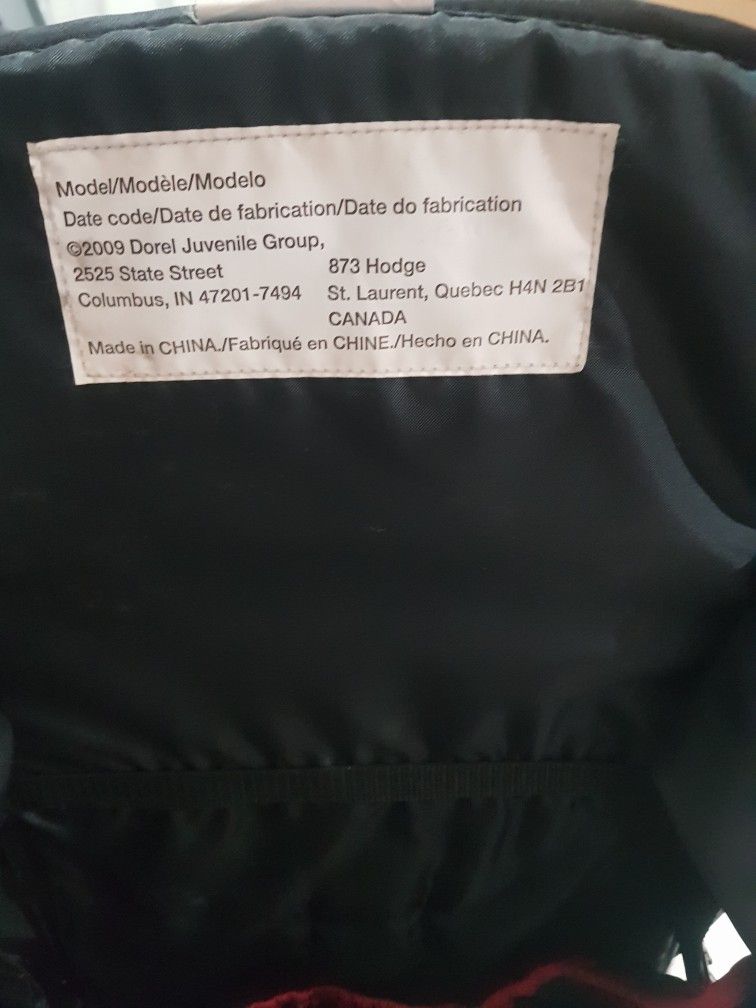 Model/Modèle/Modelo
Date code/Date de fabrication/Date do fabrication
©2009 Dorel Juvenile Group,
2525 State Street 873 Hodge
Columbus, IN 47201-7494 St. Laurent, Quebec H4N 2B1
CANADA
Made in CHINA./Fabriqué en CHINE./Hecho en CHINA.